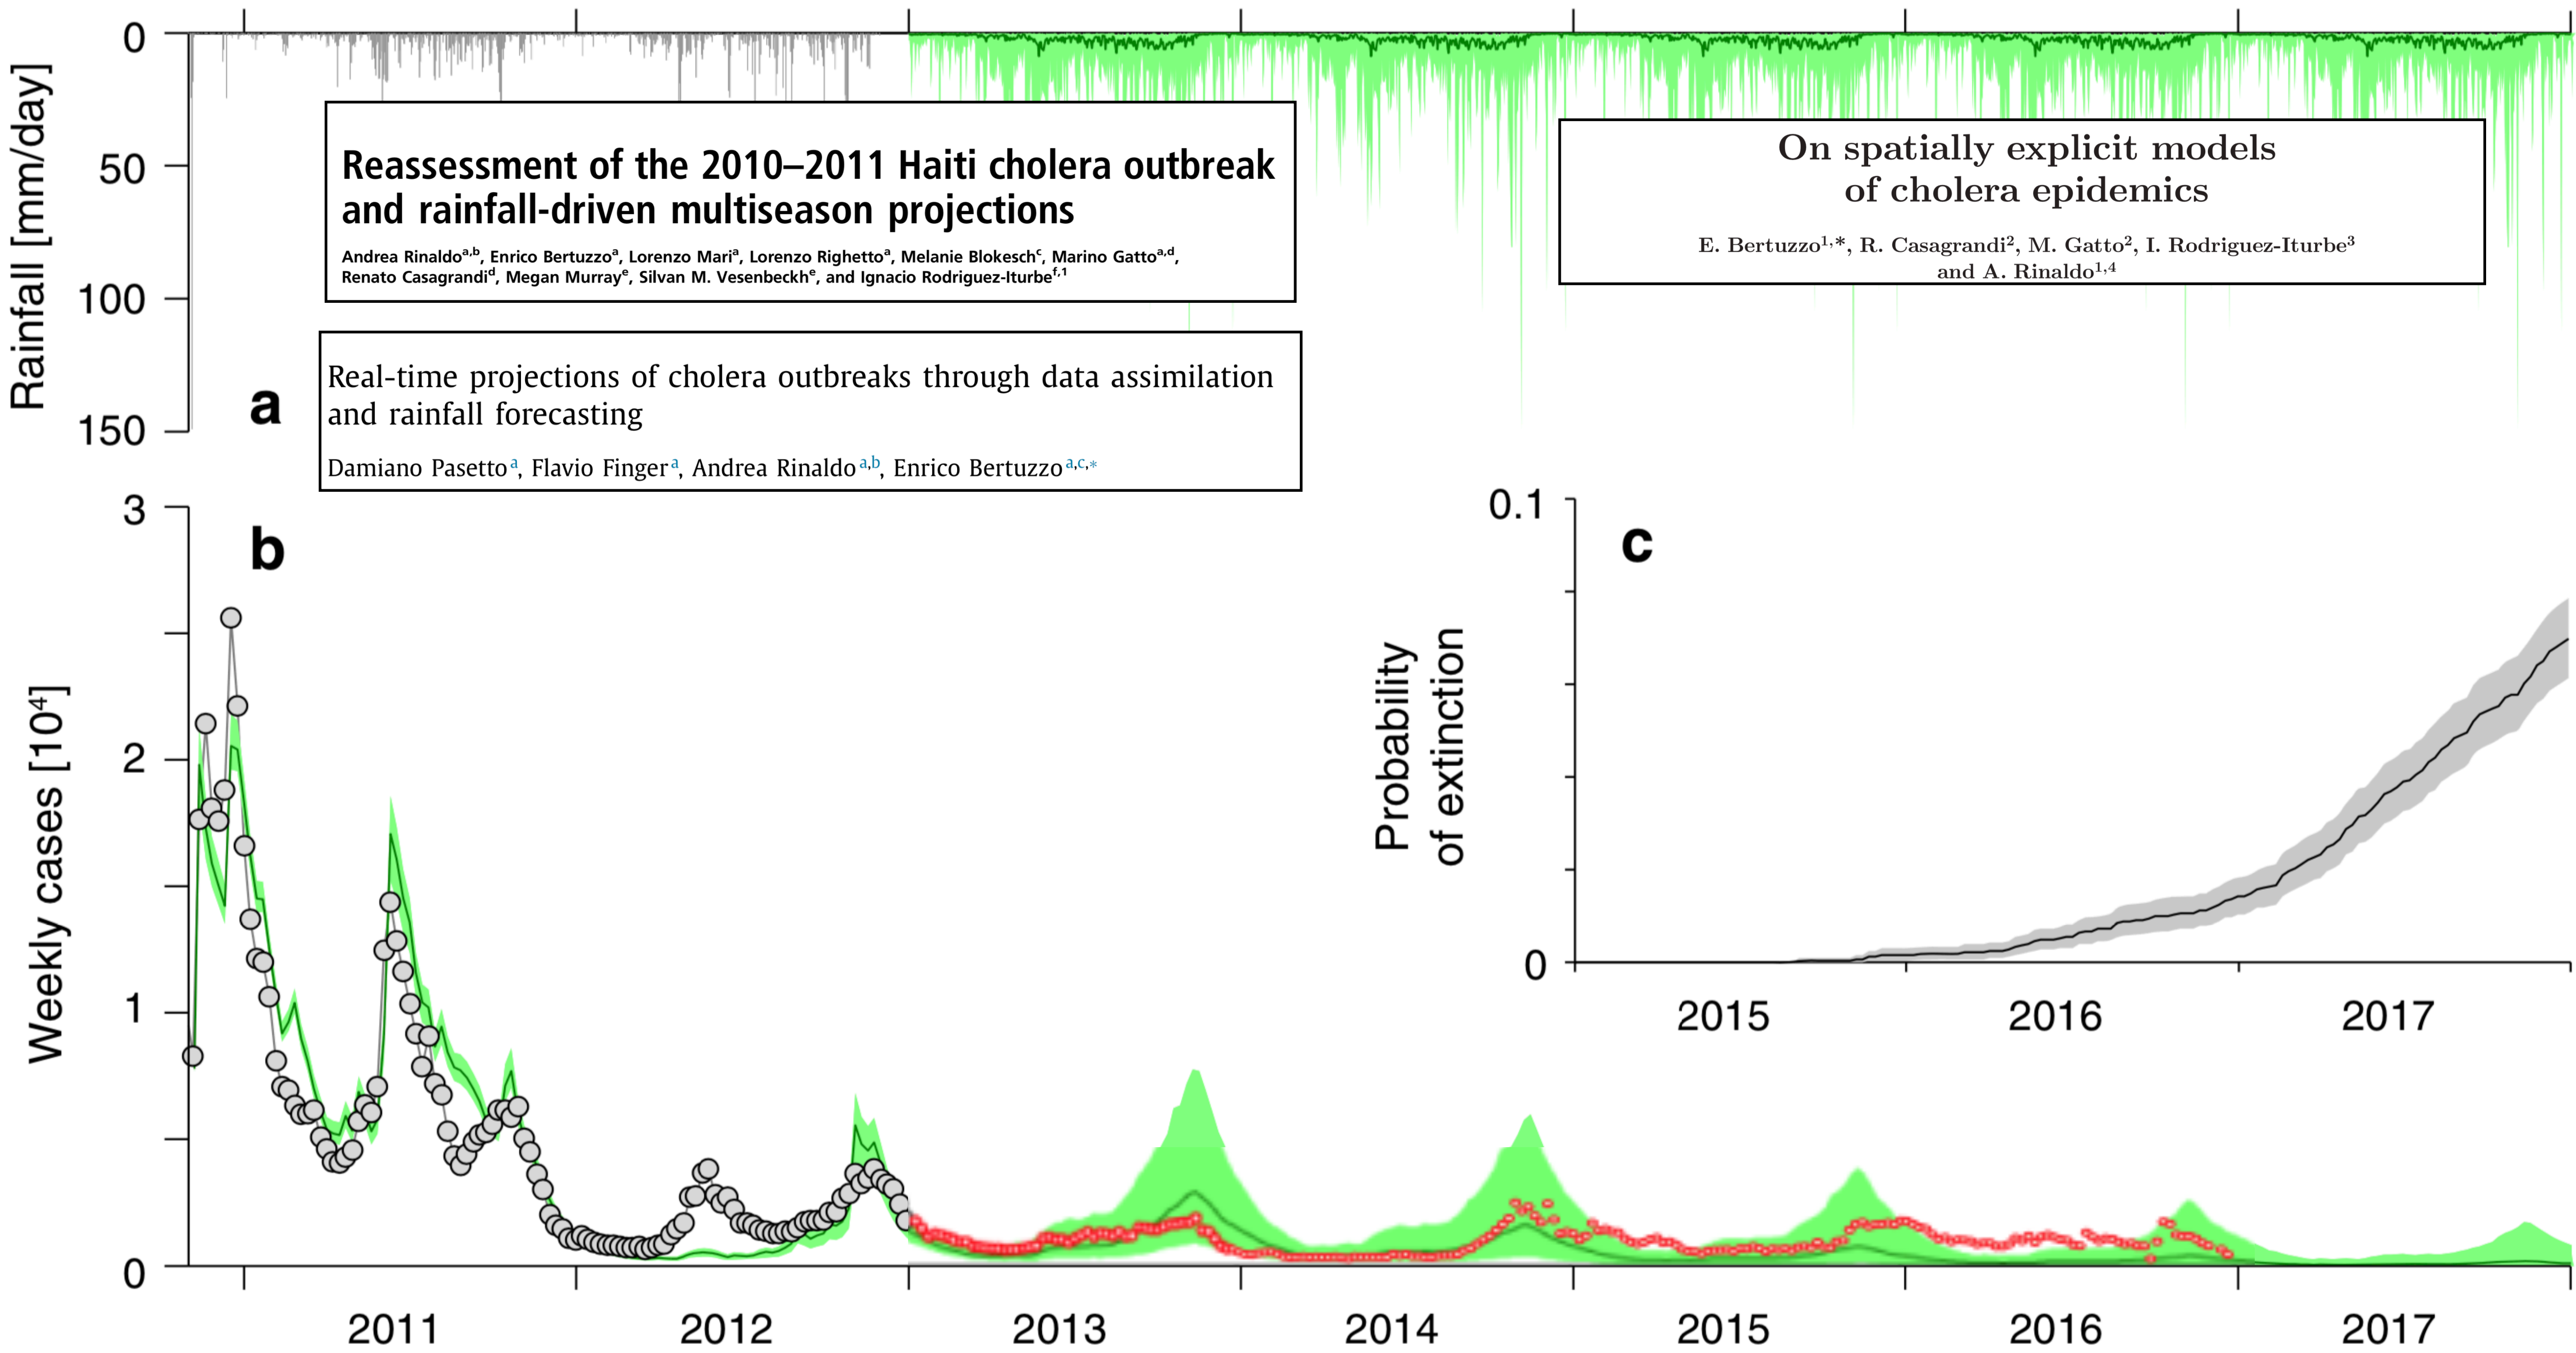 Rainfall [mm/day]
0
50
100
150
a
Reassessment of the 2010–2011 Haiti cholera outbreak
and rainfall-driven multiseason projections
Andrea Rinaldoa,b, Enrico Bertuzzoa, Lorenzo Maria, Lorenzo Righettoa, Melanie Blokeschc, Marino Gattoa,d,
Renato Casagrandid, Megan Murraye, Silvan M. Vesenbeckhe, and Ignacio Rodriguez-Iturbef,1
On spatially explicit models
of cholera epidemics
E. Bertuzzo1,*, R. Casagrandi2, M. Gatto2, I. Rodriguez-Iturbe3
and A. Rinaldo1,4
Real-time projections of cholera outbreaks through data assimilation
and rainfall forecasting
Damiano Pasettoa, Flavio Fingera, Andrea Rinaldoa,b, Enrico Bertuzzoa,c,*
Weekly cases [10⁴]
3
2
1
0
b
2011
2012
2013
2014
2015
2016
2017
Probability
of extinction
0.1
0
c
2015
2016
2017